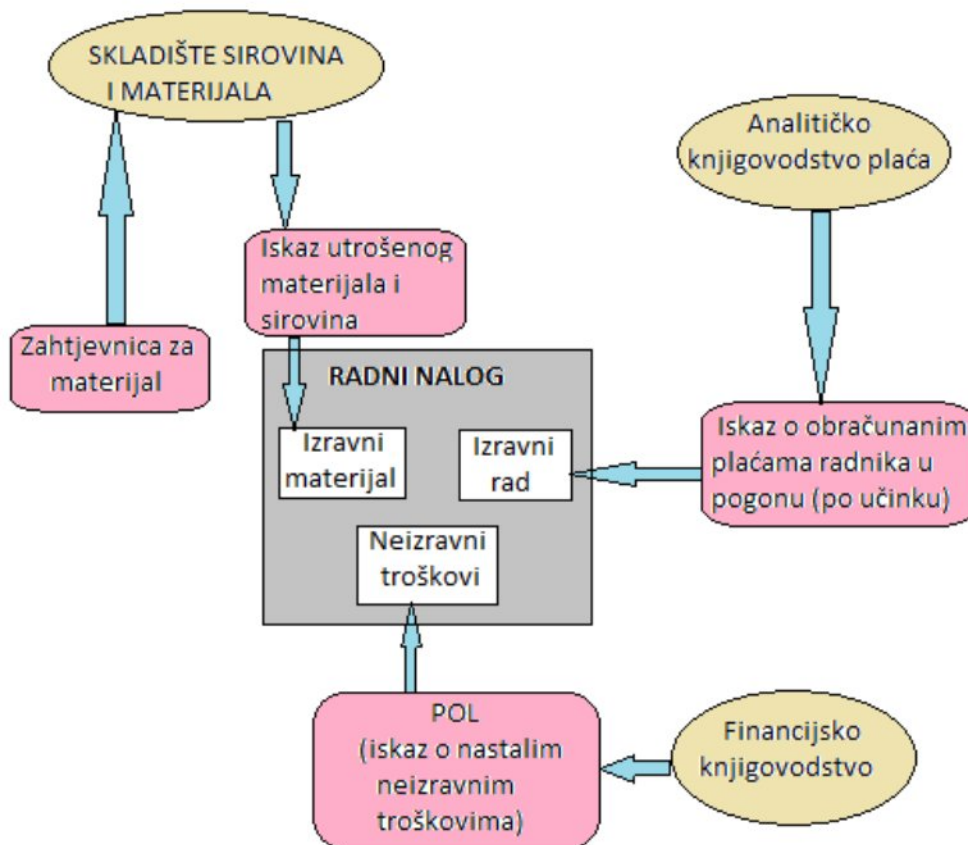 SKLADIŠTE SIROVINA
I MATERIJALA
Analitičko
knjigovodstvo plaća
Iskaz utrošenog
materijala i
sirovina
Zahtjevnica za
materijal
RADNI NALOG
Izravni
materijal
Izravni
rad
Iskaz o obračunanim
plaćama radnika u
pogonu (po učinku)
Neizravni
troškovi
POL
(iskaz o nastalim
neizravnim
troškovima)
Financijsko
knjigovodstvo